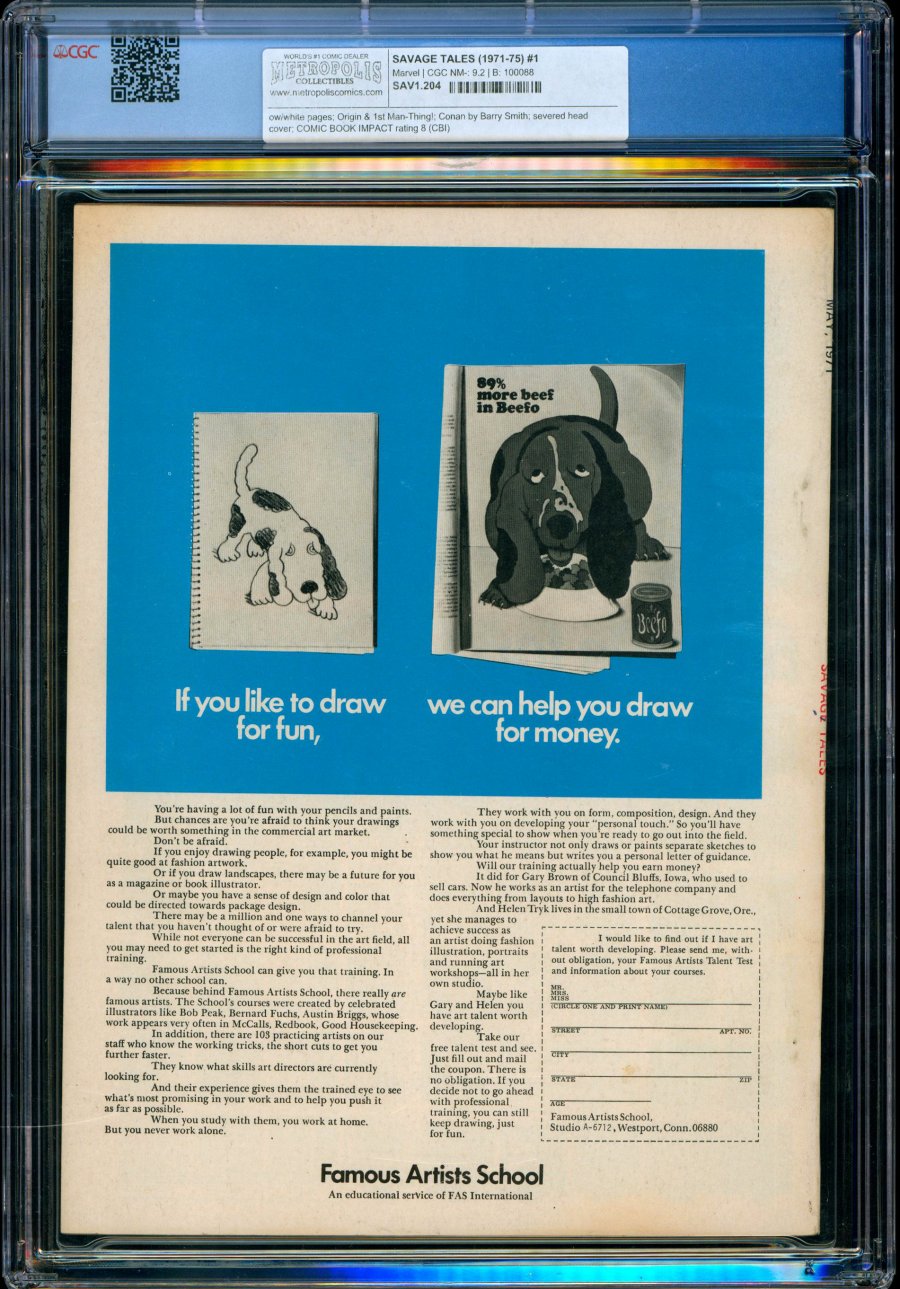 CGC
WORLD'S #1 COMIC DEALER
METROPOLIS
COLLECTIBLES
www.metropoliscomics.com
SAVAGE TALES (1971-75) #1
Marvel | CGC NM-: 9.2 | B: 100088
SAV1.204
ow/white pages; Origin & 1st Man-Thing!; Conan by Barry Smith; severed head
cover; COMIC BOOK IMPACT rating 8 (CBI)
MAY, 1971
SAVAGE TALES
89%
more beef
in Beefo
Beefo
If you like to draw
for fun,
we can help you draw
for money.
You're having a lot of fun with your pencils and paints.
But chances are you're afraid to think your drawings
could be worth something in the commercial art market.
Don't be afraid.
If you enjoy drawing people, for example, you might be
quite good at fashion artwork.
Or if you draw landscapes, there may be a future for you
as a magazine or book illustrator.
Or maybe you have a sense of design and color that
could be directed towards package design.
There may be a million and one ways to channel your
talent that you haven't thought of or were afraid to try.
While not everyone can be successful in the art field, all
you may need to get started is the right kind of professional
training.
Famous Artists School can give you that training. In
a way no other school can.
Because behind Famous Artists School, there really are
famous artists. The School's courses were created by celebrated
illustrators like Bob Peak, Bernard Fuchs, Austin Briggs, whose
work appears very often in McCalls, Redbook, Good Housekeeping.
In addition, there are 103 practicing artists on our
staff who know the working tricks, the short cuts to get you
further faster.
They know what skills art directors are currently
looking for.
And their experience gives them the trained eye to see
what's most promising in your work and to help you push it
as far as possible.
When you study with them, you work at home.
But you never work alone.
They work with you on form, composition, design. And they
work with you on developing your "personal touch." So you'll have
something special to show when you're ready to go out into the field.
Your instructor not only draws or paints separate sketches to
show you what he means but writes you a personal letter of guidance.
Will our training actually help you earn money?
It did for Gary Brown of Council Bluffs, Iowa, who used to
sell cars. Now he works as an artist for the telephone company and
does everything from layouts to high fashion art.
And Helen Tryk lives in the small town of Cottage Grove, Ore.,
yet she manages to
achieve success as
an artist doing fashion
illustration, portraits
and running art
workshops—all in her
own studio.
Maybe like
Gary and Helen you
have art talent worth
developing.
Take our
free talent test and see.
Just fill out and mail
the coupon. There is
no obligation. If you
decide not to go ahead
with professional
training, you can still
keep drawing, just
for fun.
I would like to find out if I have art
talent worth developing. Please send me, with-
out obligation, your Famous Artists Talent Test
and information about your courses.
MR.
MRS.
MISS
(CIRCLE ONE AND PRINT NAME)
STREET APT. NO.
CITY
STATE ZIP
AGE
Famous Artists School,
Studio A-6712, Westport, Conn. 06880
Famous Artists School
An educational service of FAS International